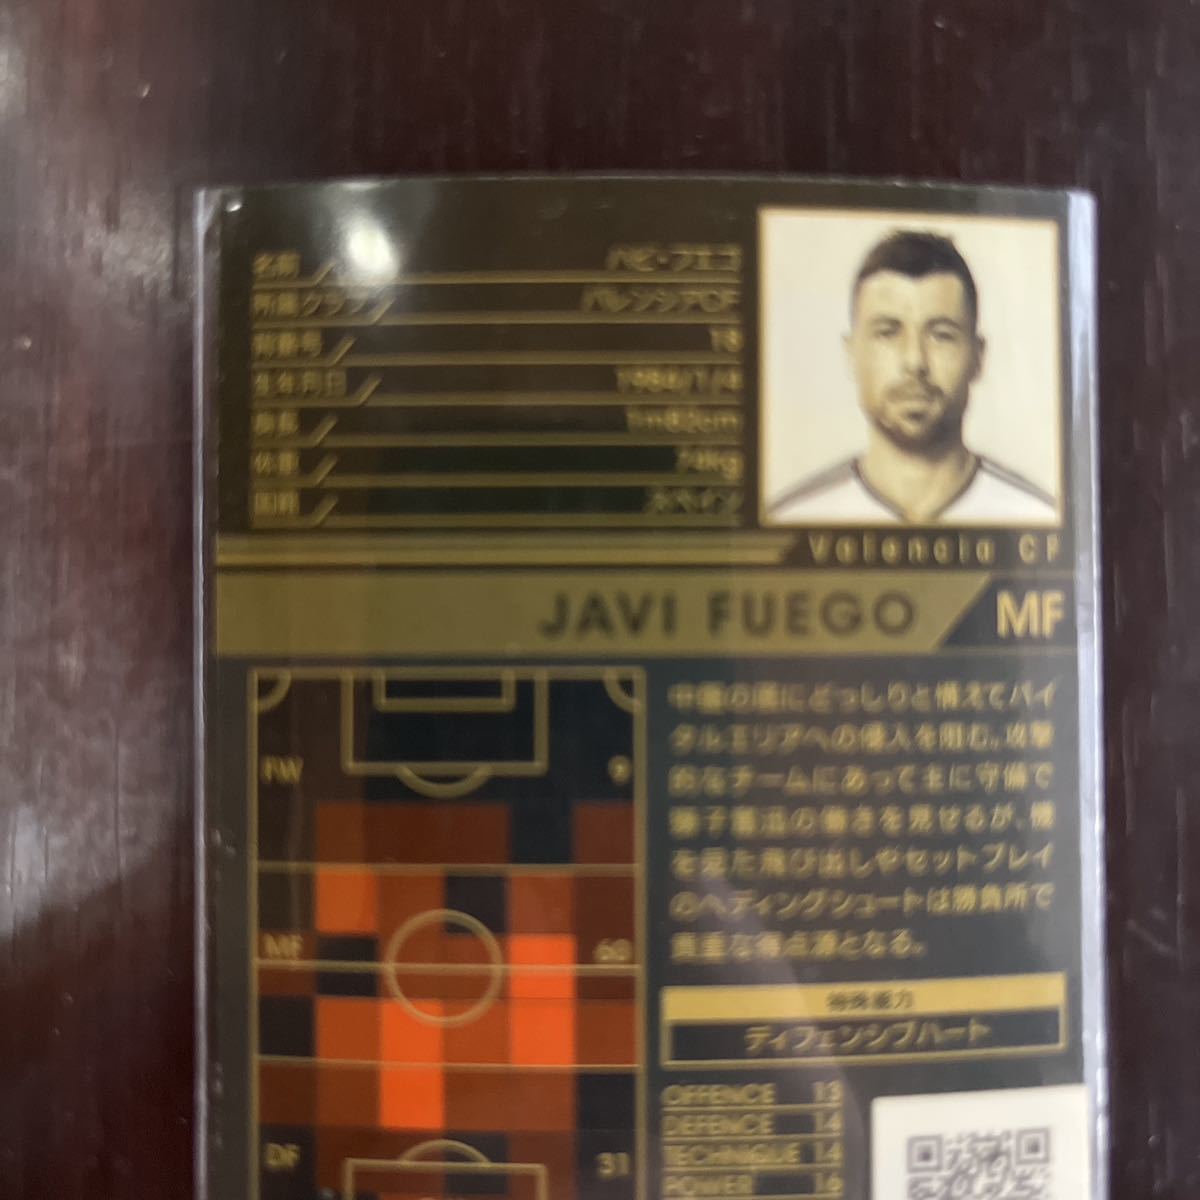 名前 ハビ・フエゴ
所属クラブ バレンシアCF
背番号 18
生年月日 1984/1/4
身長 1m82cm
体重 74kg
国籍 スペイン
Valencia CF
JAVI FUEGO MF
中盤の底にどっしりと構えてバイ
タルエリアへの侵入を阻む。攻撃
的なチームにあって主に守備で
獅子奮迅の働きを見せるが、機
を見た飛び出しやセットプレイ
のヘディングシュートは勝負所で
貴重な得点源となる。
特殊能力
ディフェンシブハート
FW 9
MF 60
DF 31
OFFENCE 13
DEFENCE 14
TECHNIQUE 14
POWER 16